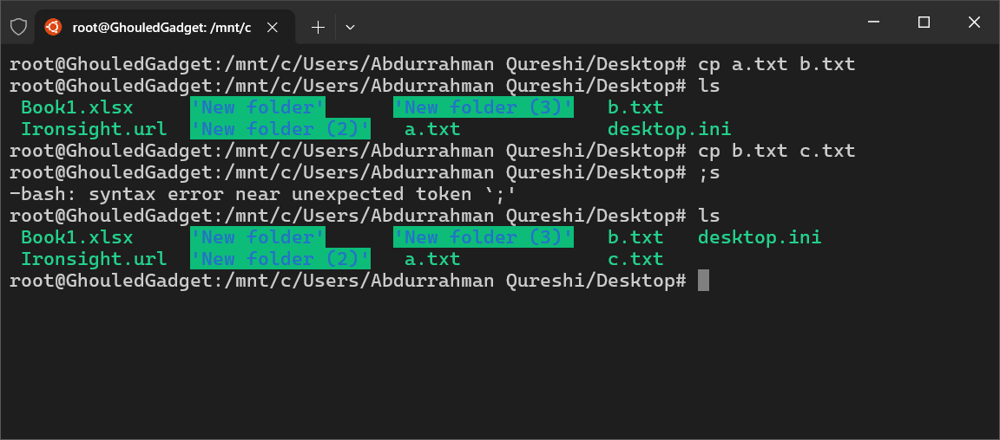 root@GhouledGadget: /mnt/c
root@GhouledGadget:/mnt/c/Users/Abdurrahman Qureshi/Desktop# cp a.txt b.txt
root@GhouledGadget:/mnt/c/Users/Abdurrahman Qureshi/Desktop# ls
 Book1.xlsx     'New folder'      'New folder (3)'   b.txt
 Ironsight.url  'New folder (2)'   a.txt             desktop.ini
root@GhouledGadget:/mnt/c/Users/Abdurrahman Qureshi/Desktop# cp b.txt c.txt
root@GhouledGadget:/mnt/c/Users/Abdurrahman Qureshi/Desktop# ;s
-bash: syntax error near unexpected token `;'
root@GhouledGadget:/mnt/c/Users/Abdurrahman Qureshi/Desktop# ls
 Book1.xlsx     'New folder'      'New folder (3)'   b.txt   desktop.ini
 Ironsight.url  'New folder (2)'   a.txt             c.txt
root@GhouledGadget:/mnt/c/Users/Abdurrahman Qureshi/Desktop#